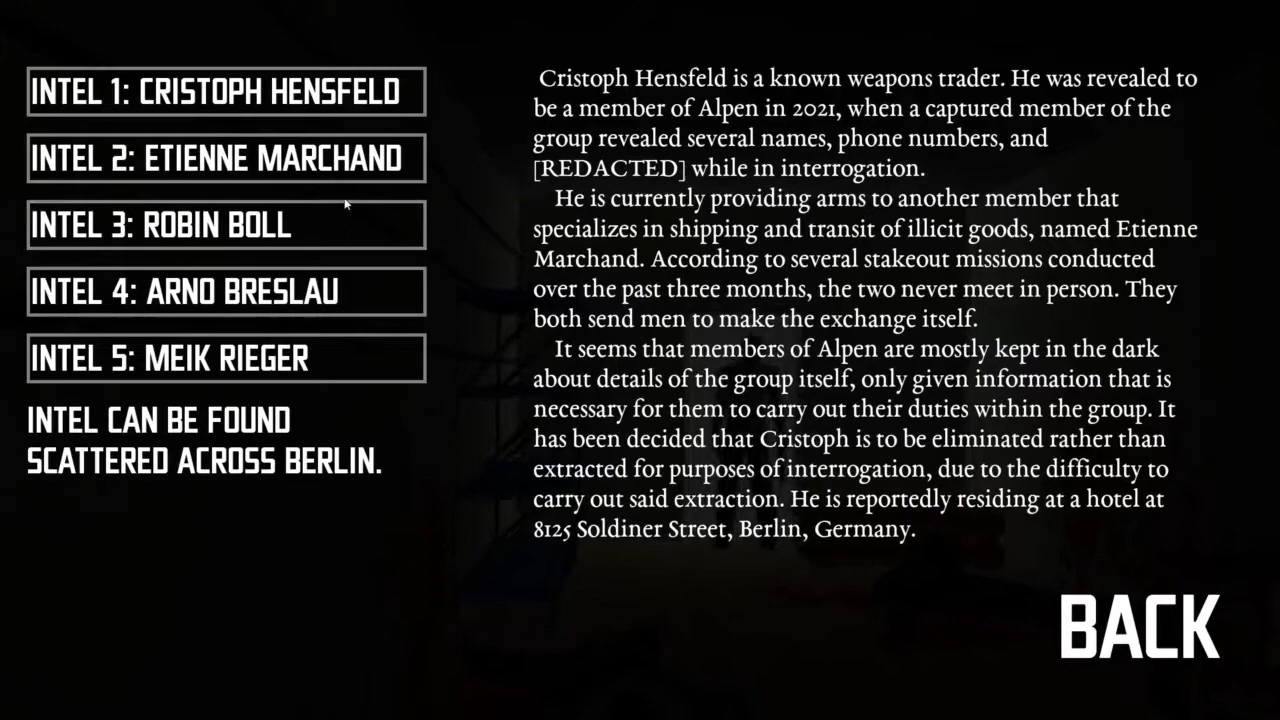 INTEL 1: CRISTOPH HENSFELD
INTEL 2: ETIENNE MARCHAND
INTEL 3: ROBIN BOLL
INTEL 4: ARNO BRESLAU
INTEL 5: MEIK RIEGER
INTEL CAN BE FOUND
SCATTERED ACROSS BERLIN.
Cristoph Hensfeld is a known weapons trader. He was revealed to
be a member of Alpen in 2021, when a captured member of the
group revealed several names, phone numbers, and
[REDACTED] while in interrogation.
He is currently providing arms to another member that
specializes in shipping and transit of illicit goods, named Etienne
Marchand. According to several stakeout missions conducted
over the past three months, the two never meet in person. They
both send men to make the exchange itself.
It seems that members of Alpen are mostly kept in the dark
about details of the group itself, only given information that is
necessary for them to carry out their duties within the group. It
has been decided that Cristoph is to be eliminated rather than
extracted for purposes of interrogation, due to the difficulty to
carry out said extraction. He is reportedly residing at a hotel at
8125 Soldiner Street, Berlin, Germany.
BACK